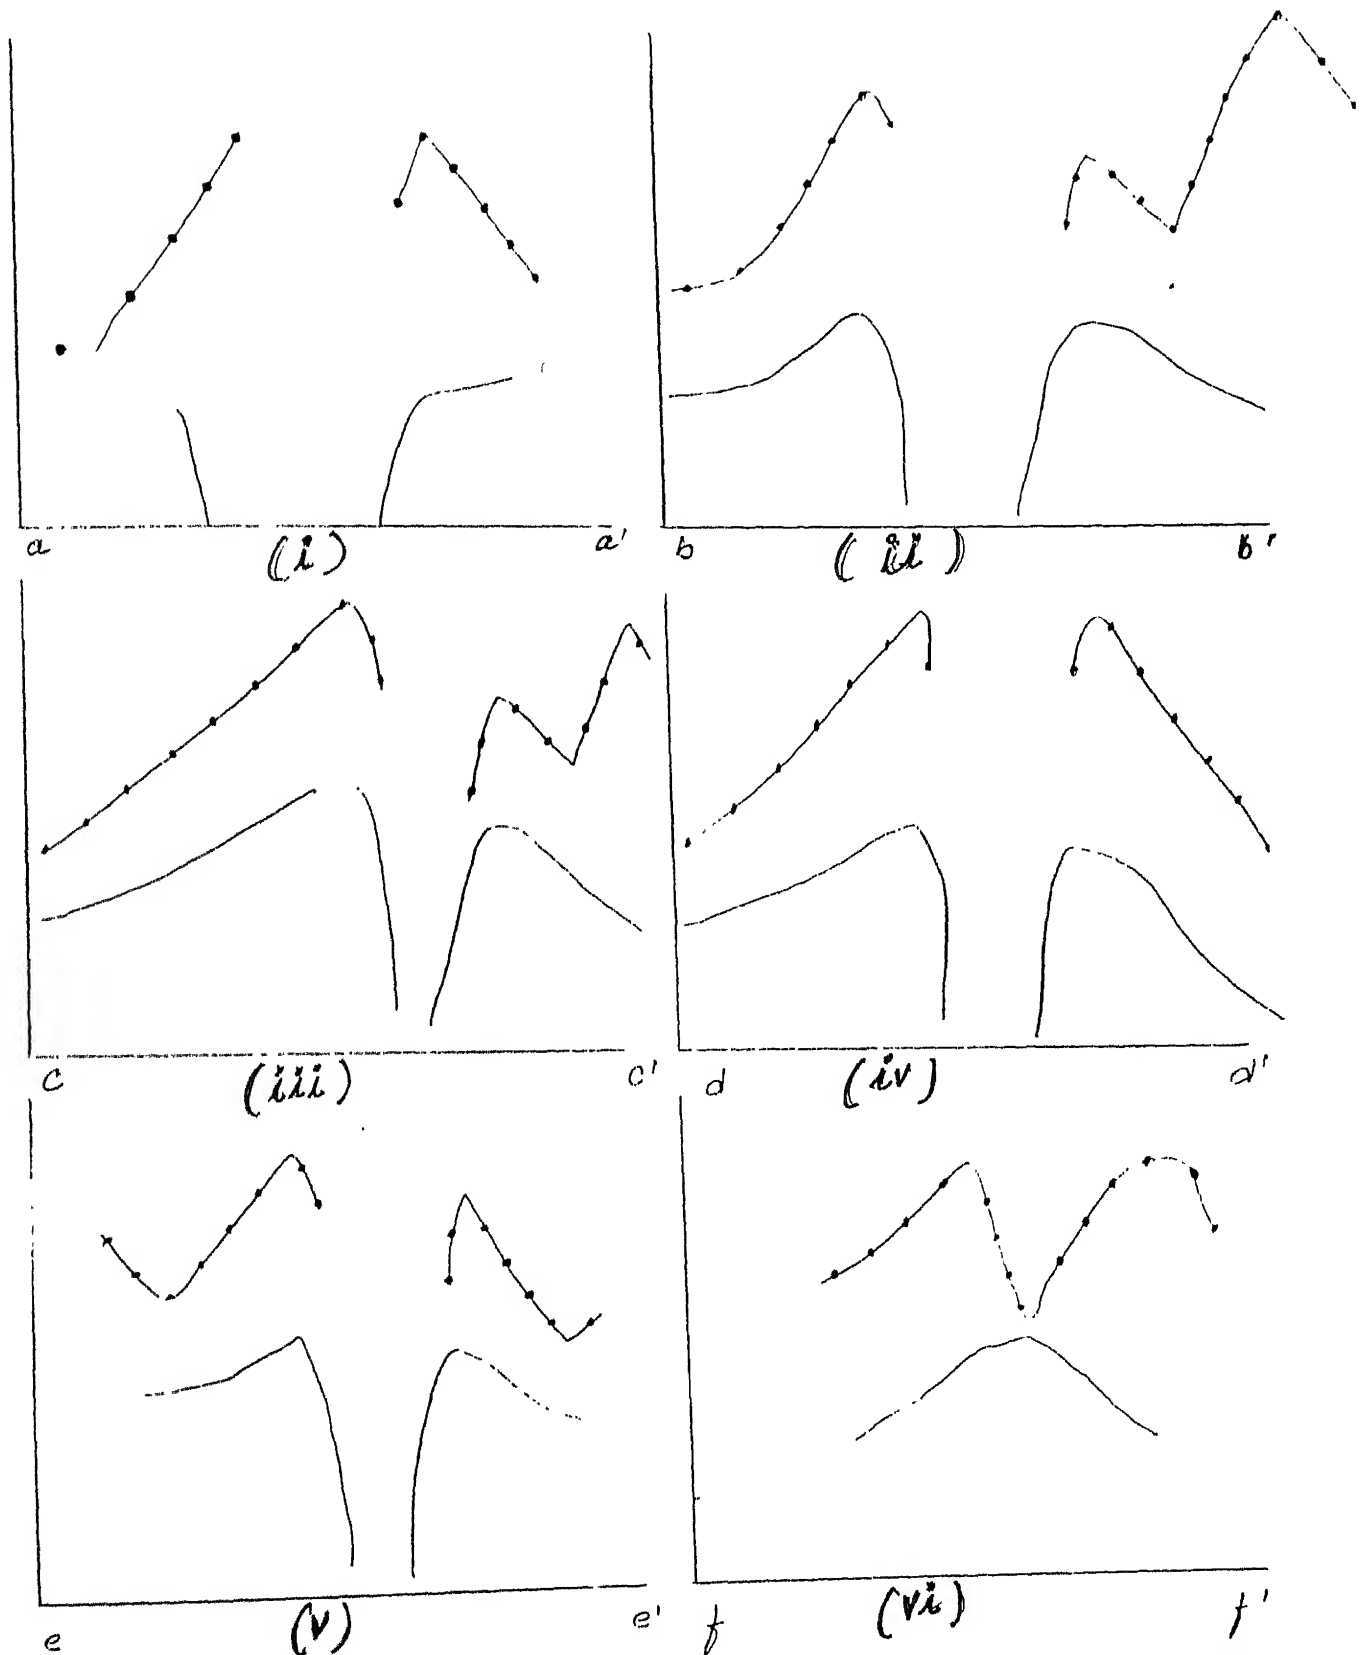 a (i) a' b (ii) b'
c (iii) c' d (iv) d'
e (v) e' f (vi) f'